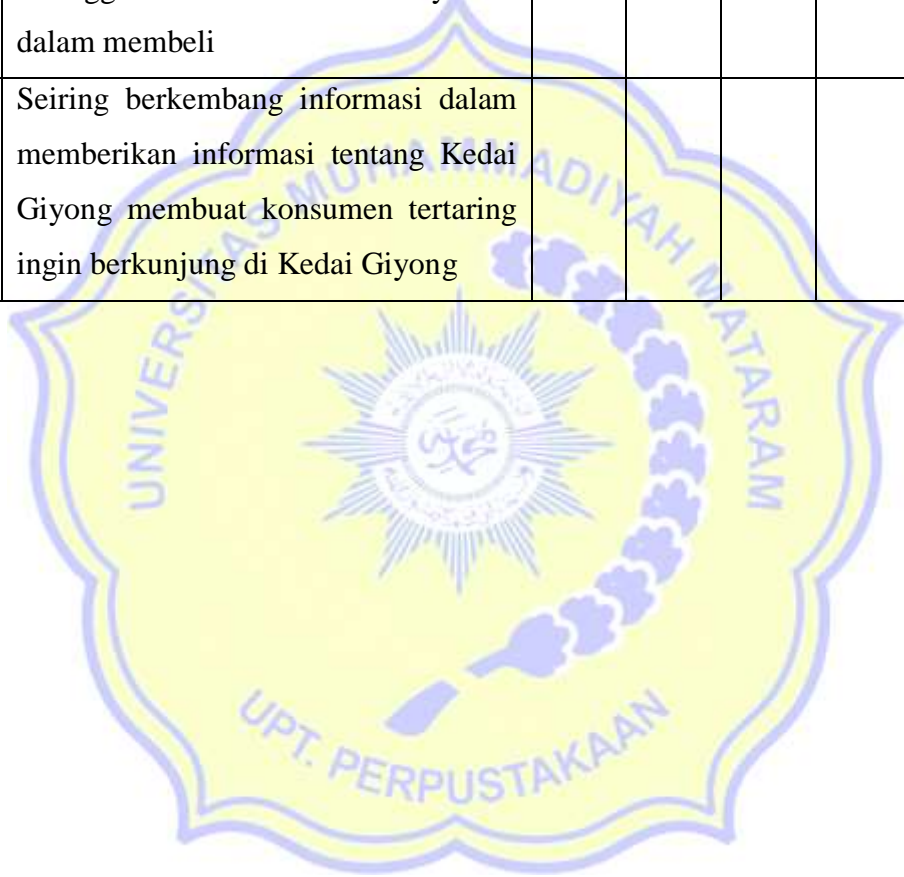 dalam membeli
Seiring berkembang informasi dalam
memberikan informasi tentang Kedai
Giyong membuat konsumen tertaring
ingin berkunjung di Kedai Giyong
UNIVERSITAS MUHAMMADIYAH MATARAM
UPT. PERPUSTAKAAN